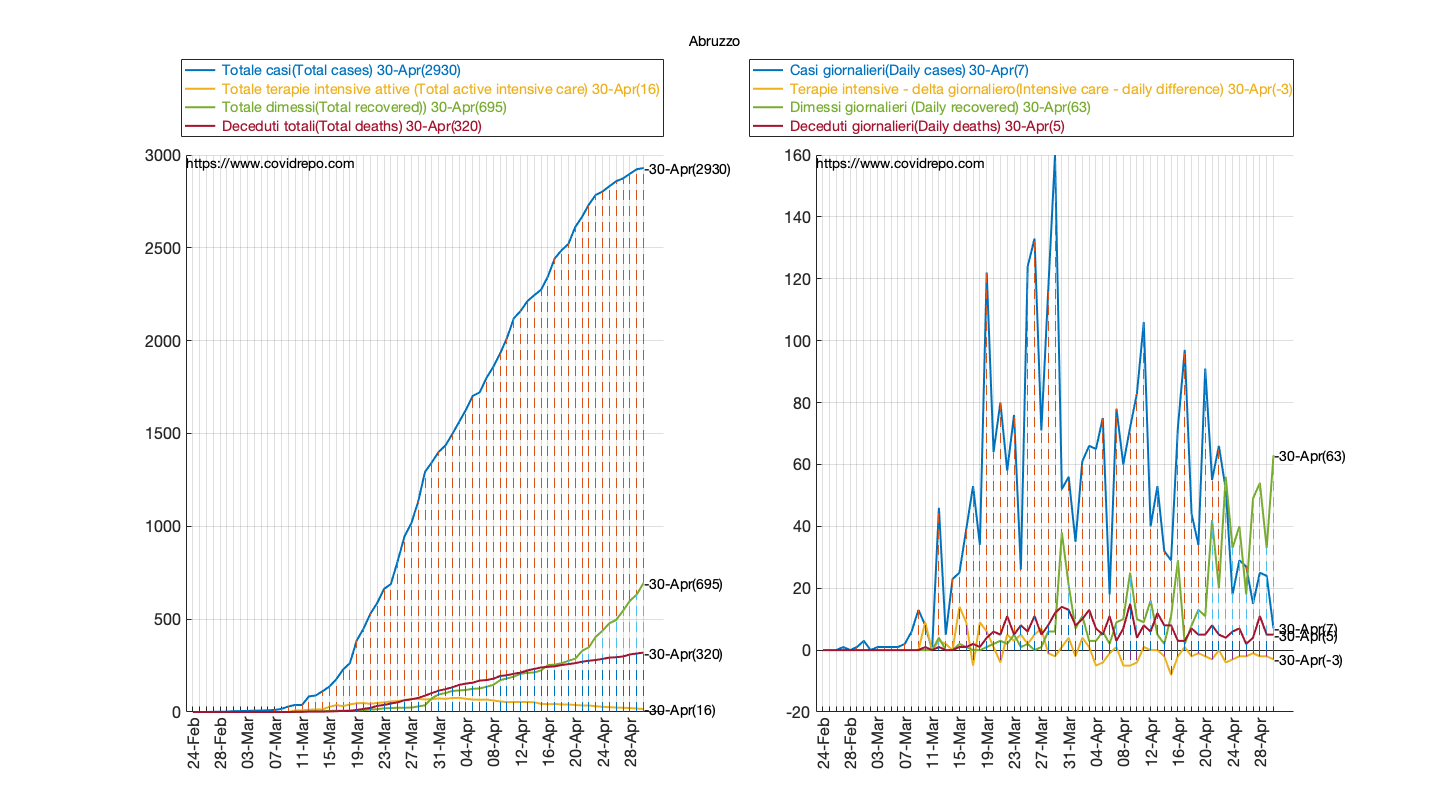 Abruzzo
Totale casi(Total cases) 30-Apr(2930)
Totale terapie intensive attive (Total active intensive care) 30-Apr(16)
Totale dimessi(Total recovered)) 30-Apr(695)
Deceduti totali(Total deaths) 30-Apr(320)
3000
2500
2000
1500
1000
500
0
https://www.covidrepo.com
-30-Apr(2930)
-30-Apr(695)
-30-Apr(320)
-30-Apr(16)
24-Feb
28-Feb
03-Mar
07-Mar
11-Mar
15-Mar
19-Mar
23-Mar
27-Mar
31-Mar
04-Apr
08-Apr
12-Apr
16-Apr
20-Apr
24-Apr
28-Apr
Casi giornalieri(Daily cases) 30-Apr(7)
Terapie intensive - delta giornaliero(Intensive care - daily difference) 30-Apr(-3)
Dimessi giornalieri (Daily recovered) 30-Apr(63)
Deceduti giornalieri(Daily deaths) 30-Apr(5)
160
140
120
100
80
60
40
20
0
-20
https://www.covidrepo.com
-30-Apr(63)
-30-Apr(7)
-30-Apr(5)
-30-Apr(-3)
24-Feb
28-Feb
03-Mar
07-Mar
11-Mar
15-Mar
19-Mar
23-Mar
27-Mar
31-Mar
04-Apr
08-Apr
12-Apr
16-Apr
20-Apr
24-Apr
28-Apr